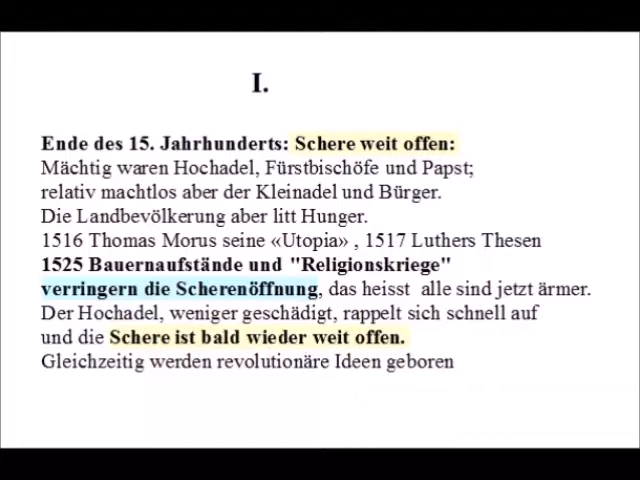 I.
Ende des 15. Jahrhunderts: Schere weit offen:
Mächtig waren Hochadel, Fürstbischöfe und Papst;
relativ machtlos aber der Kleinadel und Bürger.
Die Landbevölkerung aber litt Hunger.
1516 Thomas Morus seine «Utopia» , 1517 Luthers Thesen
1525 Bauernaufstände und "Religionskriege"
verringern die Scherenöffnung, das heisst alle sind jetzt ärmer.
Der Hochadel, weniger geschädigt, rappelt sich schnell auf
und die Schere ist bald wieder weit offen.
Gleichzeitig werden revolutionäre Ideen geboren